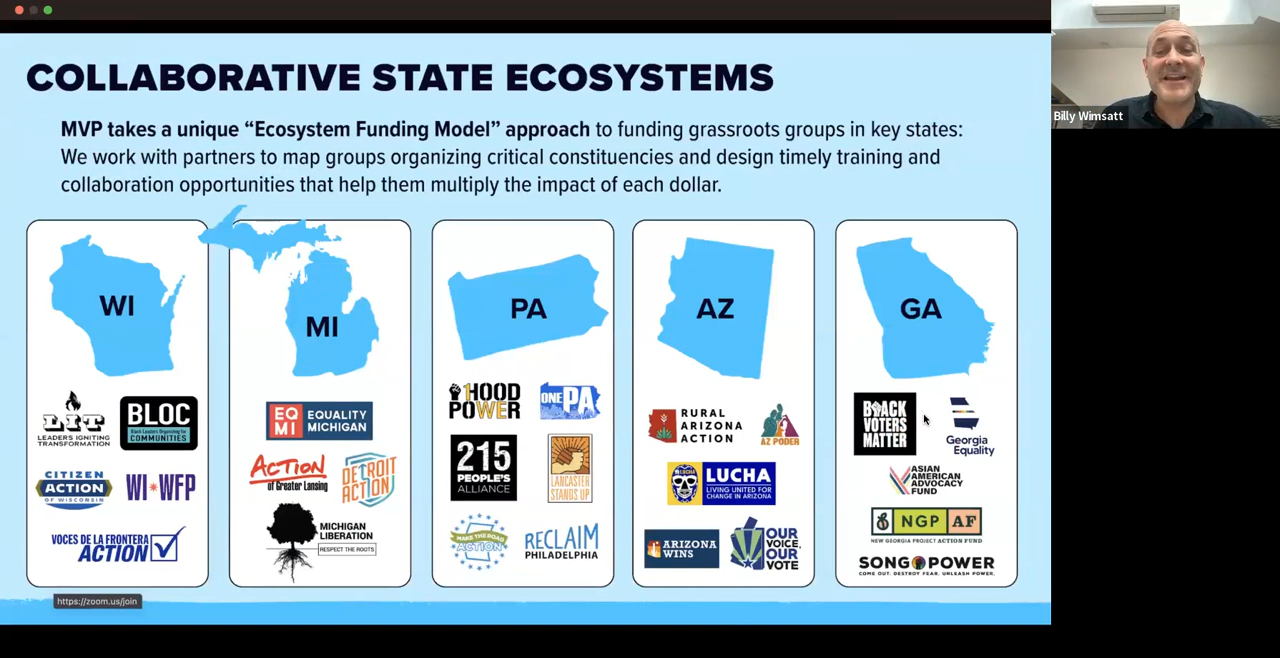 COLLABORATIVE STATE ECOSYSTEMS
MVP takes a unique “Ecosystem Funding Model” approach to funding grassroots groups in key states:
We work with partners to map groups organizing critical constituencies and design timely training and
collaboration opportunities that help them multiply the impact of each dollar.
Billy Wimsatt
WI
LIT
LEADERS IGNITING
TRANSFORMATION
BLOC
Black Leaders Organizing for
COMMUNITIES
CITIZEN
ACTION
OF WISCONSIN
WI WFP
VOCES DE LA FRONTERA
ACTION
MI
EQ
MI
EQUALITY
MICHIGAN
ACTION
of Greater Lansing
DETROIT
ACTION
MICHIGAN
LIBERATION
RESPECT THE ROOTS
PA
1HOOD
POWER
ONE PA
215
PEOPLE'S
ALLIANCE
LANCASTER
STANDS UP
MAKE THE ROAD
ACTION
RECLAIM
PHILADELPHIA
AZ
RURAL
ARIZONA
ACTION
AZ PODER
LUCHA
LUCHA
LIVING UNITED FOR
CHANGE IN ARIZONA
ARIZONA
WINS
OUR
VOICE,
OUR
VOTE
GA
BLACK
VOTERS
MATTER
Georgia
Equality
ASIAN
AMERICAN
ADVOCACY
FUND
NGP AF
NEW GEORGIA PROJECT ACTION FUND
SONG POWER
COME OUT. DESTROY FEAR. UNLEASH POWER.
https://zoom.us/join